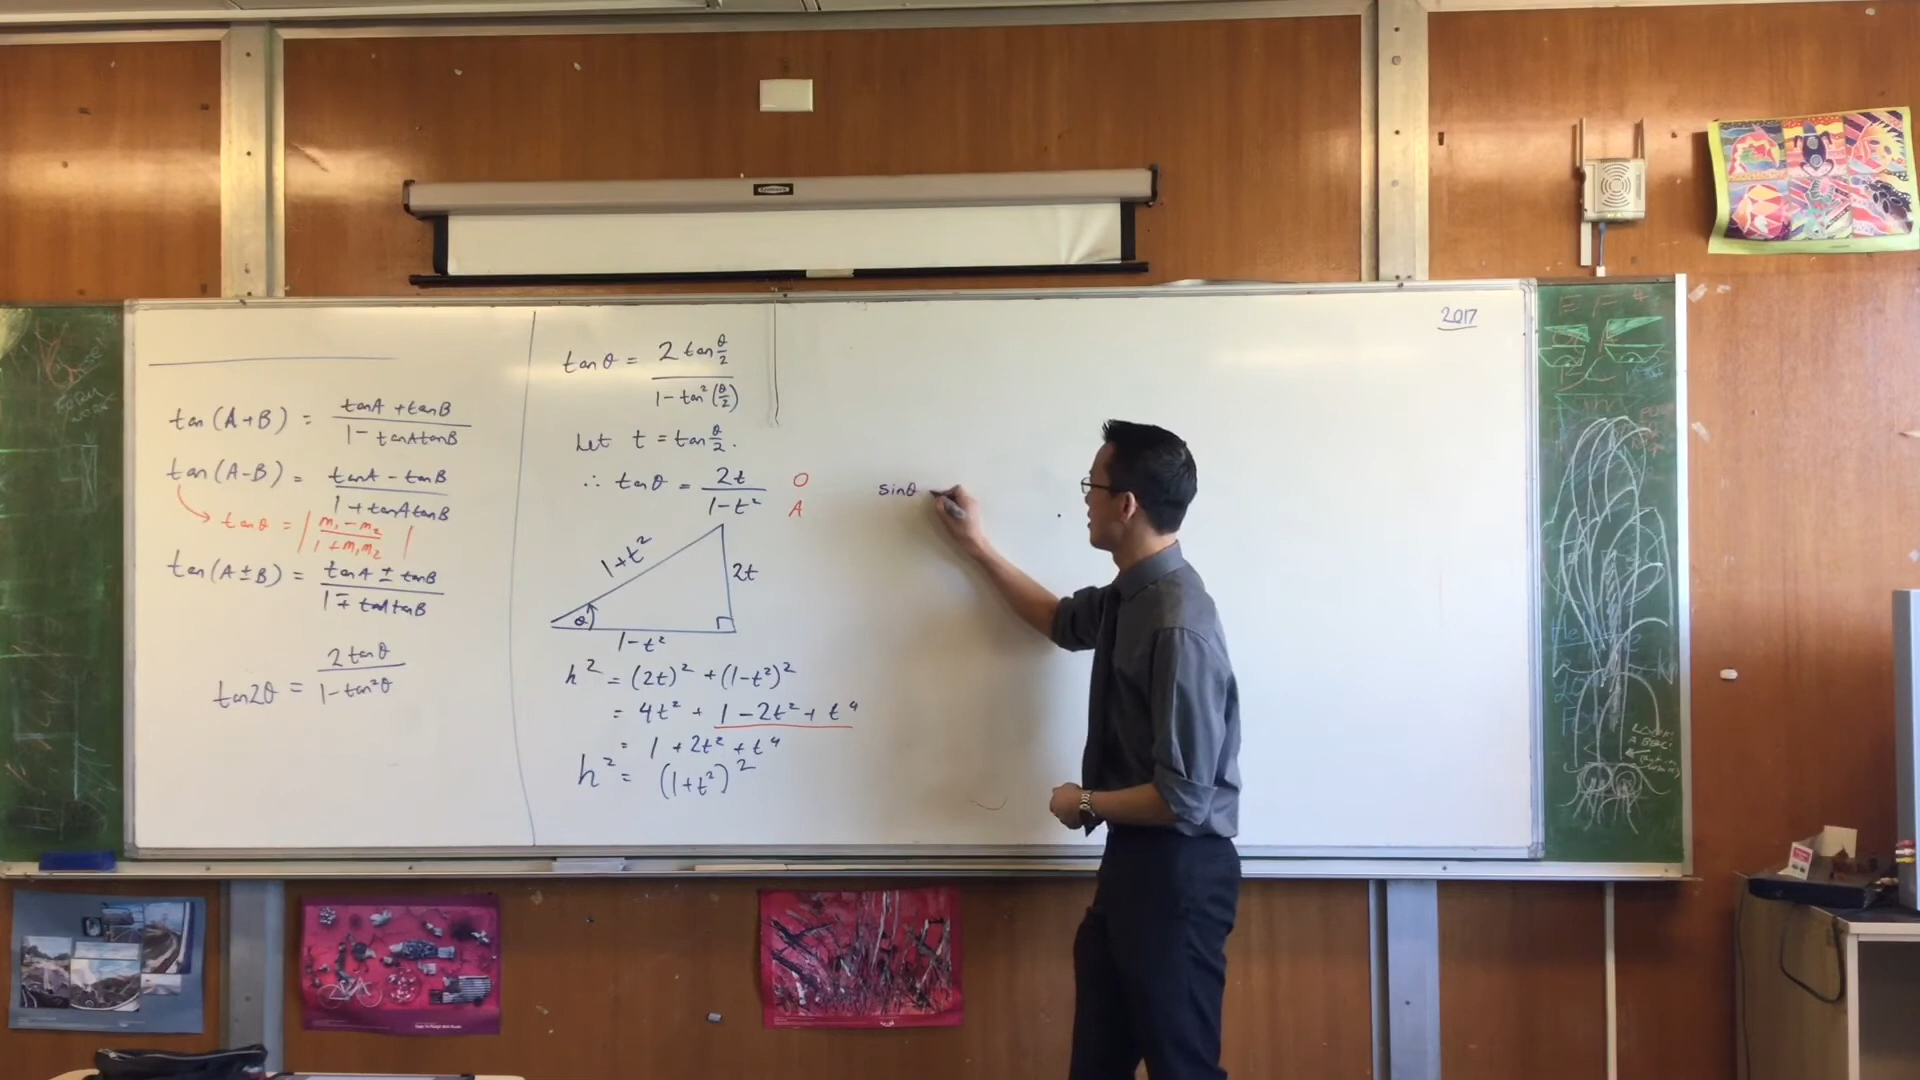 tan(A+B) = (tanA + tanB)/(1 - tanAtanB)
tan(A-B) = (tanA - tanB)/(1 + tanAtanB)
tanθ = |(m₁ - m₂)/(1 + m₁m₂)|
tan(A±B) = (tanA ± tanB)/(1 ∓ tanAtanB)
tan2θ = (2tanθ)/(1 - tan²θ)
tanθ = (2tan θ/2)/(1 - tan²(θ/2))
Let t = tan θ/2.
∴ tanθ = 2t/(1 - t²) O A
1+t²
2t
θ
1-t²
h² = (2t)² + (1-t²)²
= 4t² + 1 - 2t² + t⁴
= 1 + 2t² + t⁴
h² = (1+t²)²
sinθ
2017